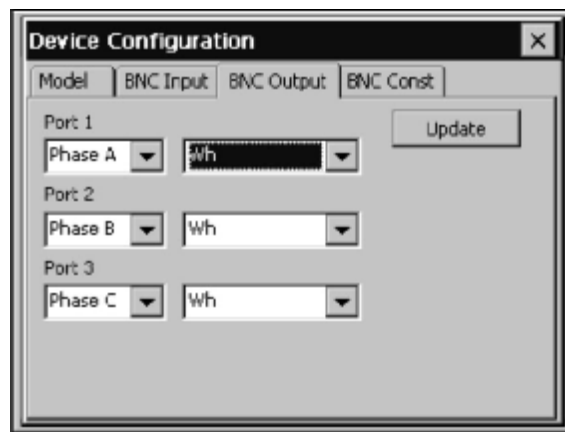 Device Configuration
Model BNC Input BNC Output BNC Const
Port 1
Update
Phase A Wh
Port 2
Phase B Wh
Port 3
Phase C Wh